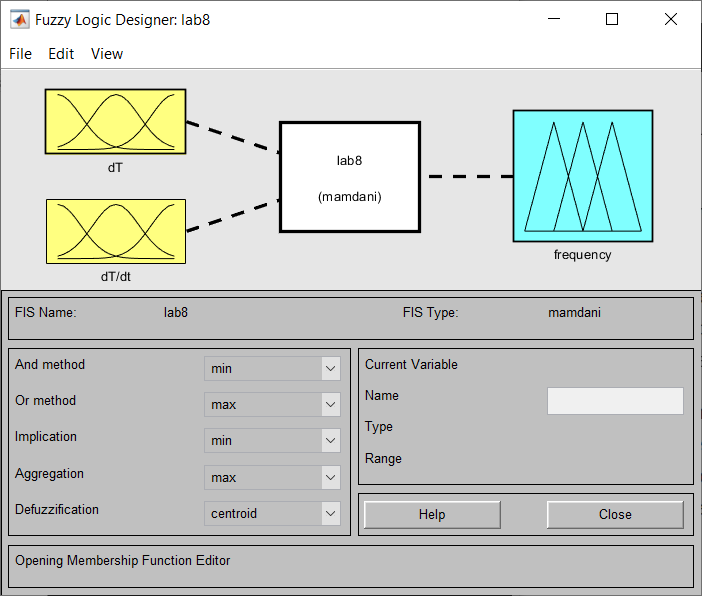 Fuzzy Logic Designer: lab8
File Edit View
dT
dT/dt
lab8
(mamdani)
frequency
FIS Name: lab8 FIS Type: mamdani
And method min
Or method max
Implication min
Aggregation max
Defuzzification centroid
Current Variable
Name
Type
Range
Help Close
Opening Membership Function Editor